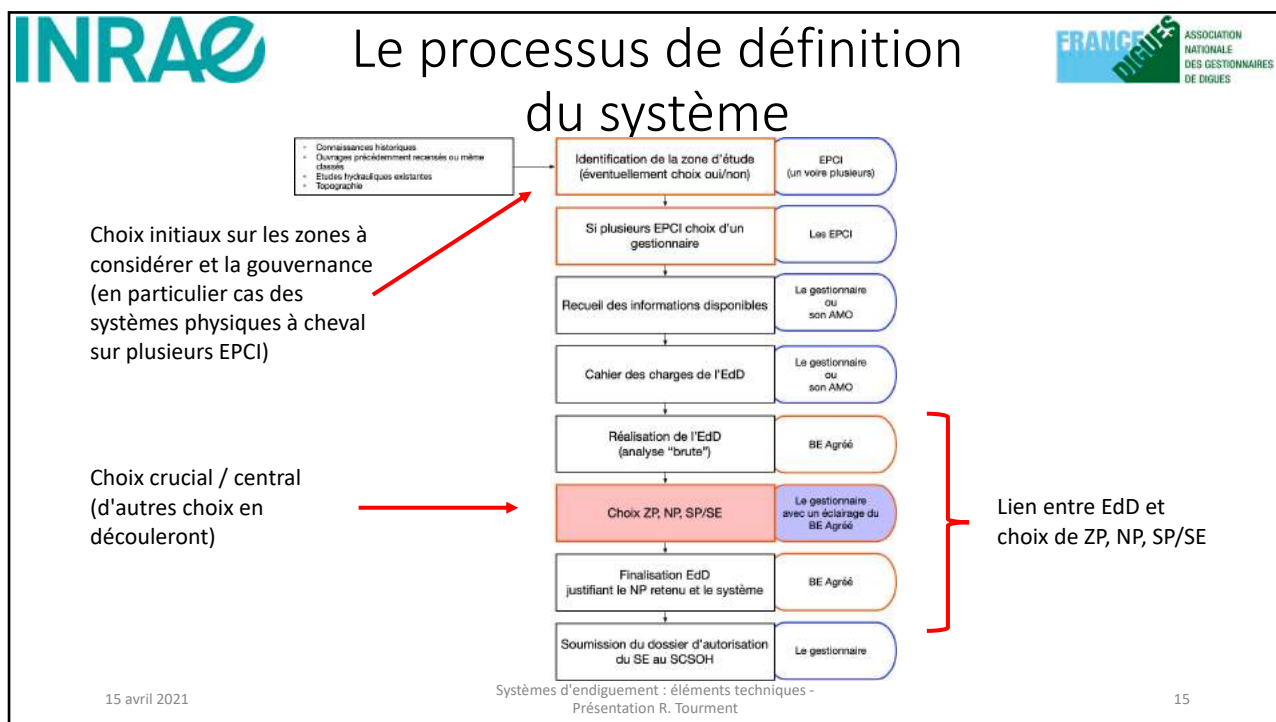 INRAE
Le processus de définition
du système
FRANCE
DIGUES
ASSOCIATION
NATIONALE
DES GESTIONNAIRES
DE DIGUES
• Connaissances historiques
• Ouvrages précédemment recensés ou même
classés
• Etudes hydrauliques existantes
• Topographie
Identification de la zone d'étude
(éventuellement choix oui/non)
EPCI
(un voire plusieurs)
Choix initiaux sur les zones à
considérer et la gouvernance
(en particulier cas des
systèmes physiques à cheval
sur plusieurs EPCI)
Si plusieurs EPCI choix d'un
gestionnaire
Les EPCI
Recueil des informations disponibles
Le gestionnaire
ou
son AMO
Cahier des charges de l'EdD
Le gestionnaire
ou
son AMO
Réalisation de l'EdD
(analyse "brute")
BE Agréé
Choix crucial / central
(d'autres choix en
découleront)
Choix ZP, NP, SP/SE
Le gestionnaire
avec un éclairage du
BE Agréé
Lien entre EdD et
choix de ZP, NP, SP/SE
Finalisation EdD
justifiant le NP retenu et le système
BE Agréé
Soumission du dossier d'autorisation
du SE au SCSOH
Le gestionnaire
15 avril 2021
Systèmes d'endiguement : éléments techniques -
Présentation R. Tourment
15